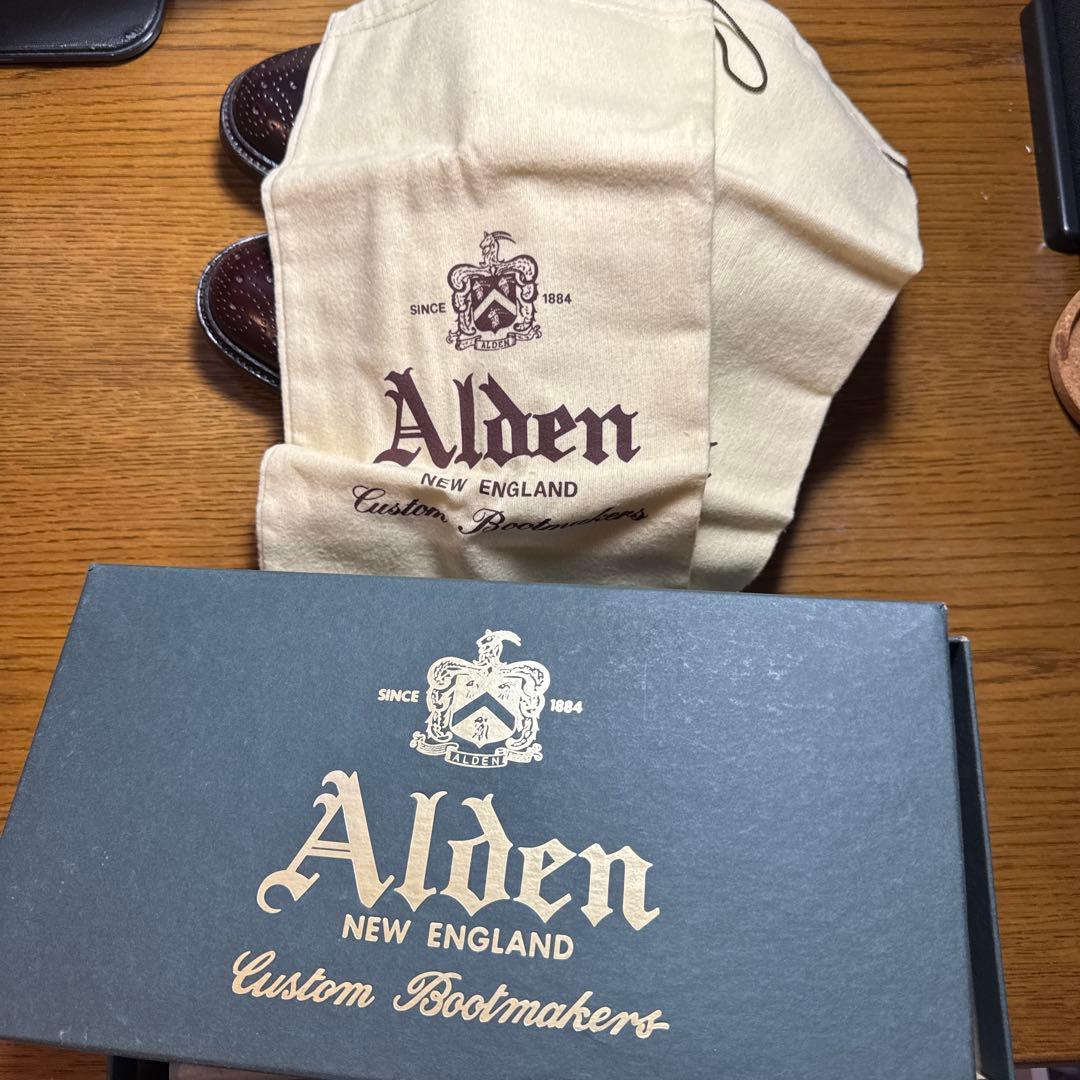 SINCE 1884
ALDEN
Alden
NEW ENGLAND
Custom Bootmakers
SINCE 1884
ALDEN
Alden
NEW ENGLAND
Custom Bootmakers